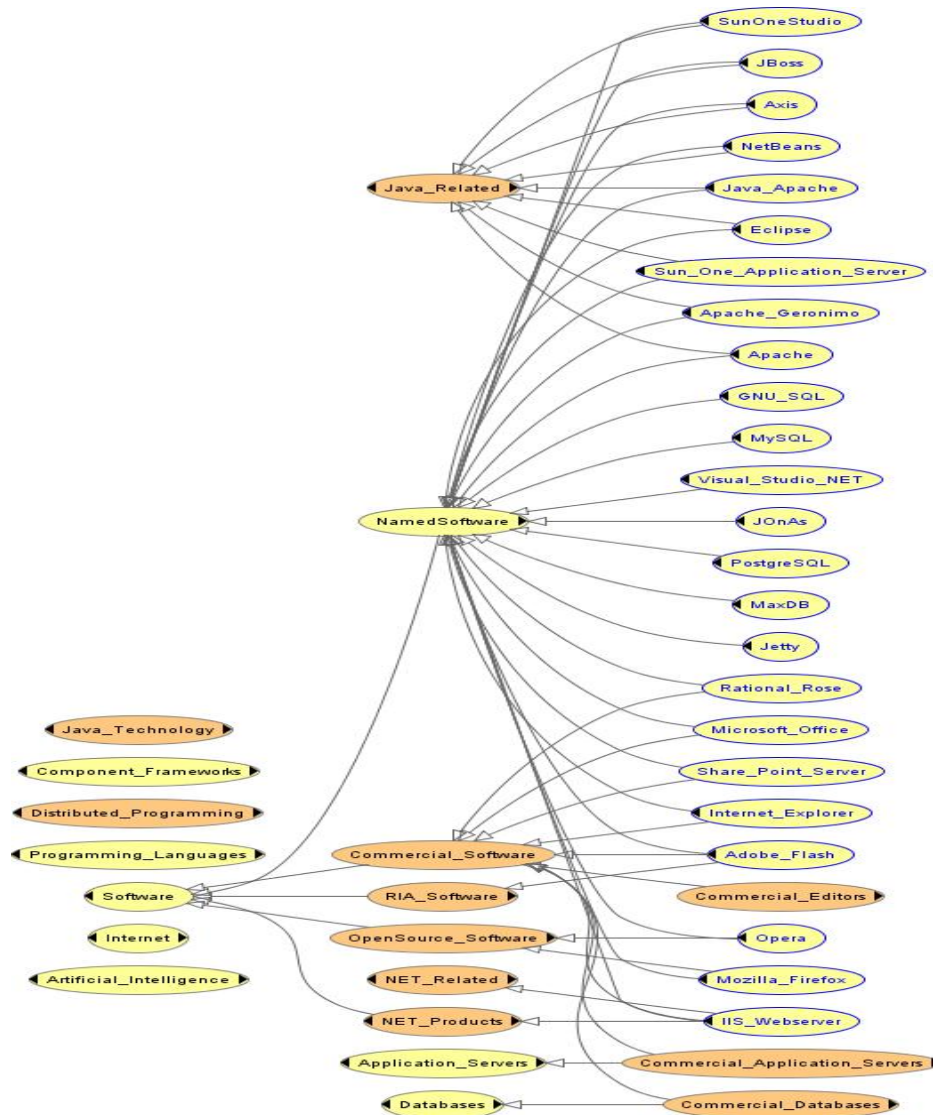 SunOneStudio
JBoss
Axis
NetBeans
Java_Related
Java_Apache
Eclipse
Sun_One_Application_Server
Apache_Geronimo
Apache
GNU_SQL
MySQL
Visual_Studio_NET
NamedSoftware
JOnAs
PostgreSQL
MaxDB
Jetty
Rational_Rose
Java_Technology
Microsoft_Office
Component_Frameworks
Share_Point_Server
Distributed_Programming
Internet_Explorer
Programming_Languages
Commercial_Software
Adobe_Flash
Software
RIA_Software
Commercial_Editors
Internet
OpenSource_Software
Opera
Artificial_Intelligence
NET_Related
Mozilla_Firefox
NET_Products
IIS_Webserver
Application_Servers
Commercial_Application_Servers
Databases
Commercial_Databases